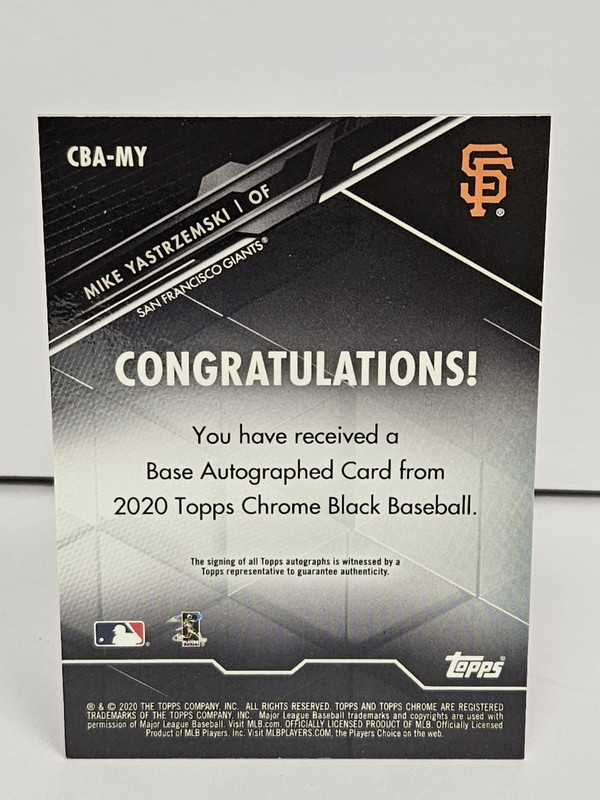 CBA-MY
SF
®
MIKE YASTRZEMSKI | OF
SAN FRANCISCO GIANTS®
CONGRATULATIONS!
You have received a
Base Autographed Card from
2020 Topps Chrome Black Baseball.
The signing of all Topps autographs is witnessed by a
Topps representative to guarantee authenticity.
topps
® & © 2020 THE TOPPS COMPANY, INC. ALL RIGHTS RESERVED. TOPPS AND TOPPS CHROME ARE REGISTERED
TRADEMARKS OF THE TOPPS COMPANY, INC. Major League Baseball trademarks and copyrights are used with
permission of Major League Baseball. Visit MLB.com. OFFICIALLY LICENSED PRODUCT OF MLB. Officially Licensed
Product of MLB Players, Inc. Visit MLBPLAYERS.COM, the Players Choice on the web.